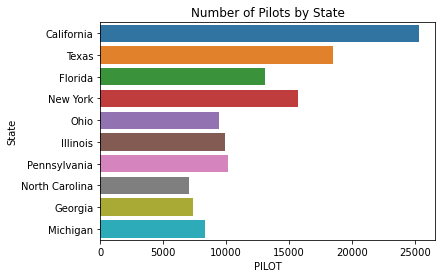 Number of Pilots by State
State
California
Texas
Florida
New York
Ohio
Illinois
Pennsylvania
North Carolina
Georgia
Michigan
0 5000 10000 15000 20000 25000
PILOT